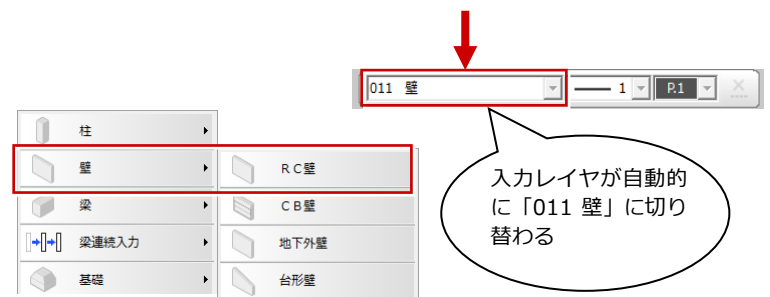 011 壁
1
P.1
柱
壁
RC壁
梁
CB壁
梁連続入力
地下外壁
基礎
台形壁
入力レイヤが自動的
に「011 壁」に切り
替わる